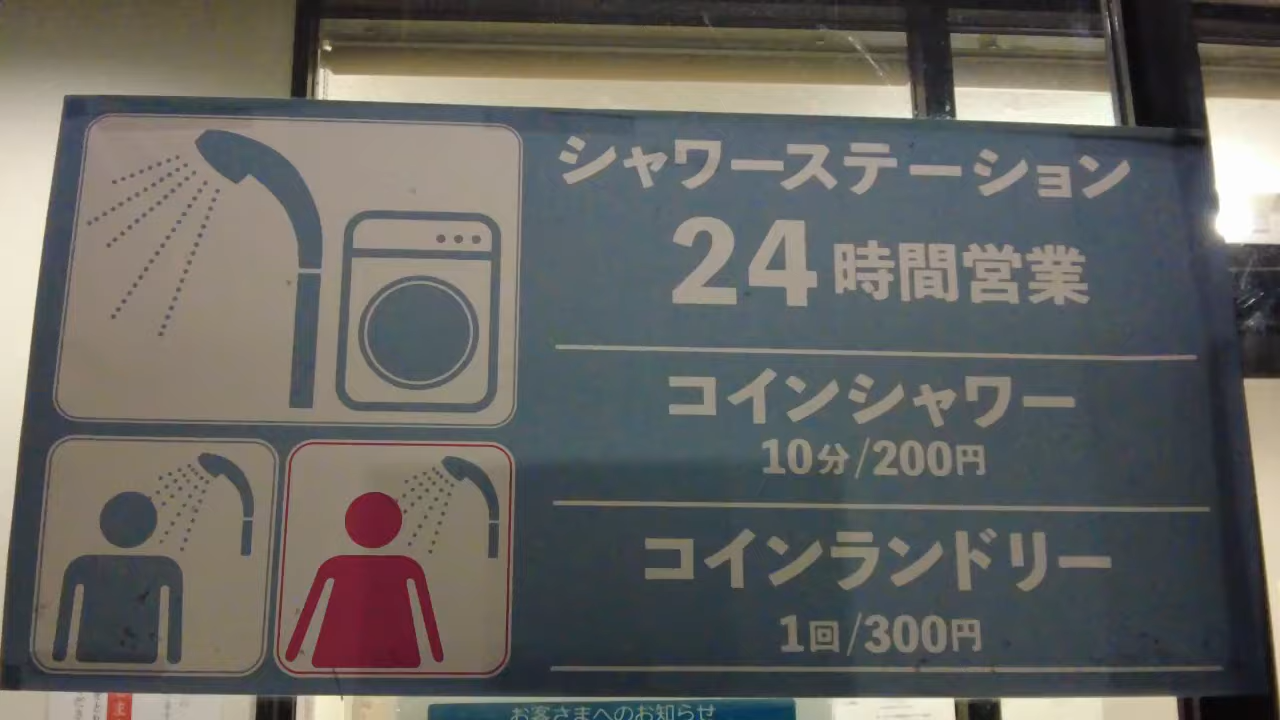 シャワーステーション
24時間営業
コインシャワー
10分/200円
コインランドリー
1回/300円
お客さまへのお知らせ